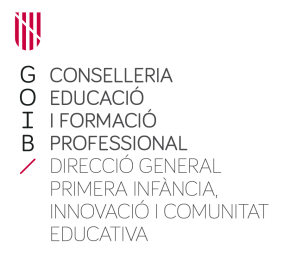 G CONSELLERIA
O EDUCACIÓ
I I FORMACIÓ
B PROFESSIONAL
/ DIRECCIÓ GENERAL
PRIMERA INFÀNCIA,
INNOVACIÓ I COMUNITAT
EDUCATIVA